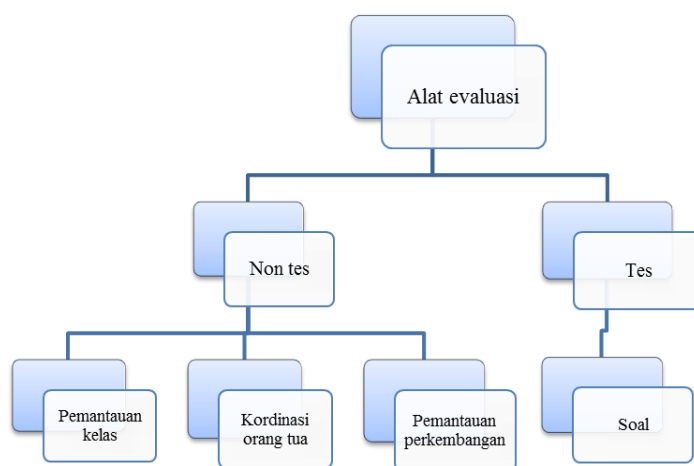 Alat evaluasi
Non tes
Tes
Pemantauan
kelas
Kordinasi
orang tua
Pemantauan
perkembangan
Soal